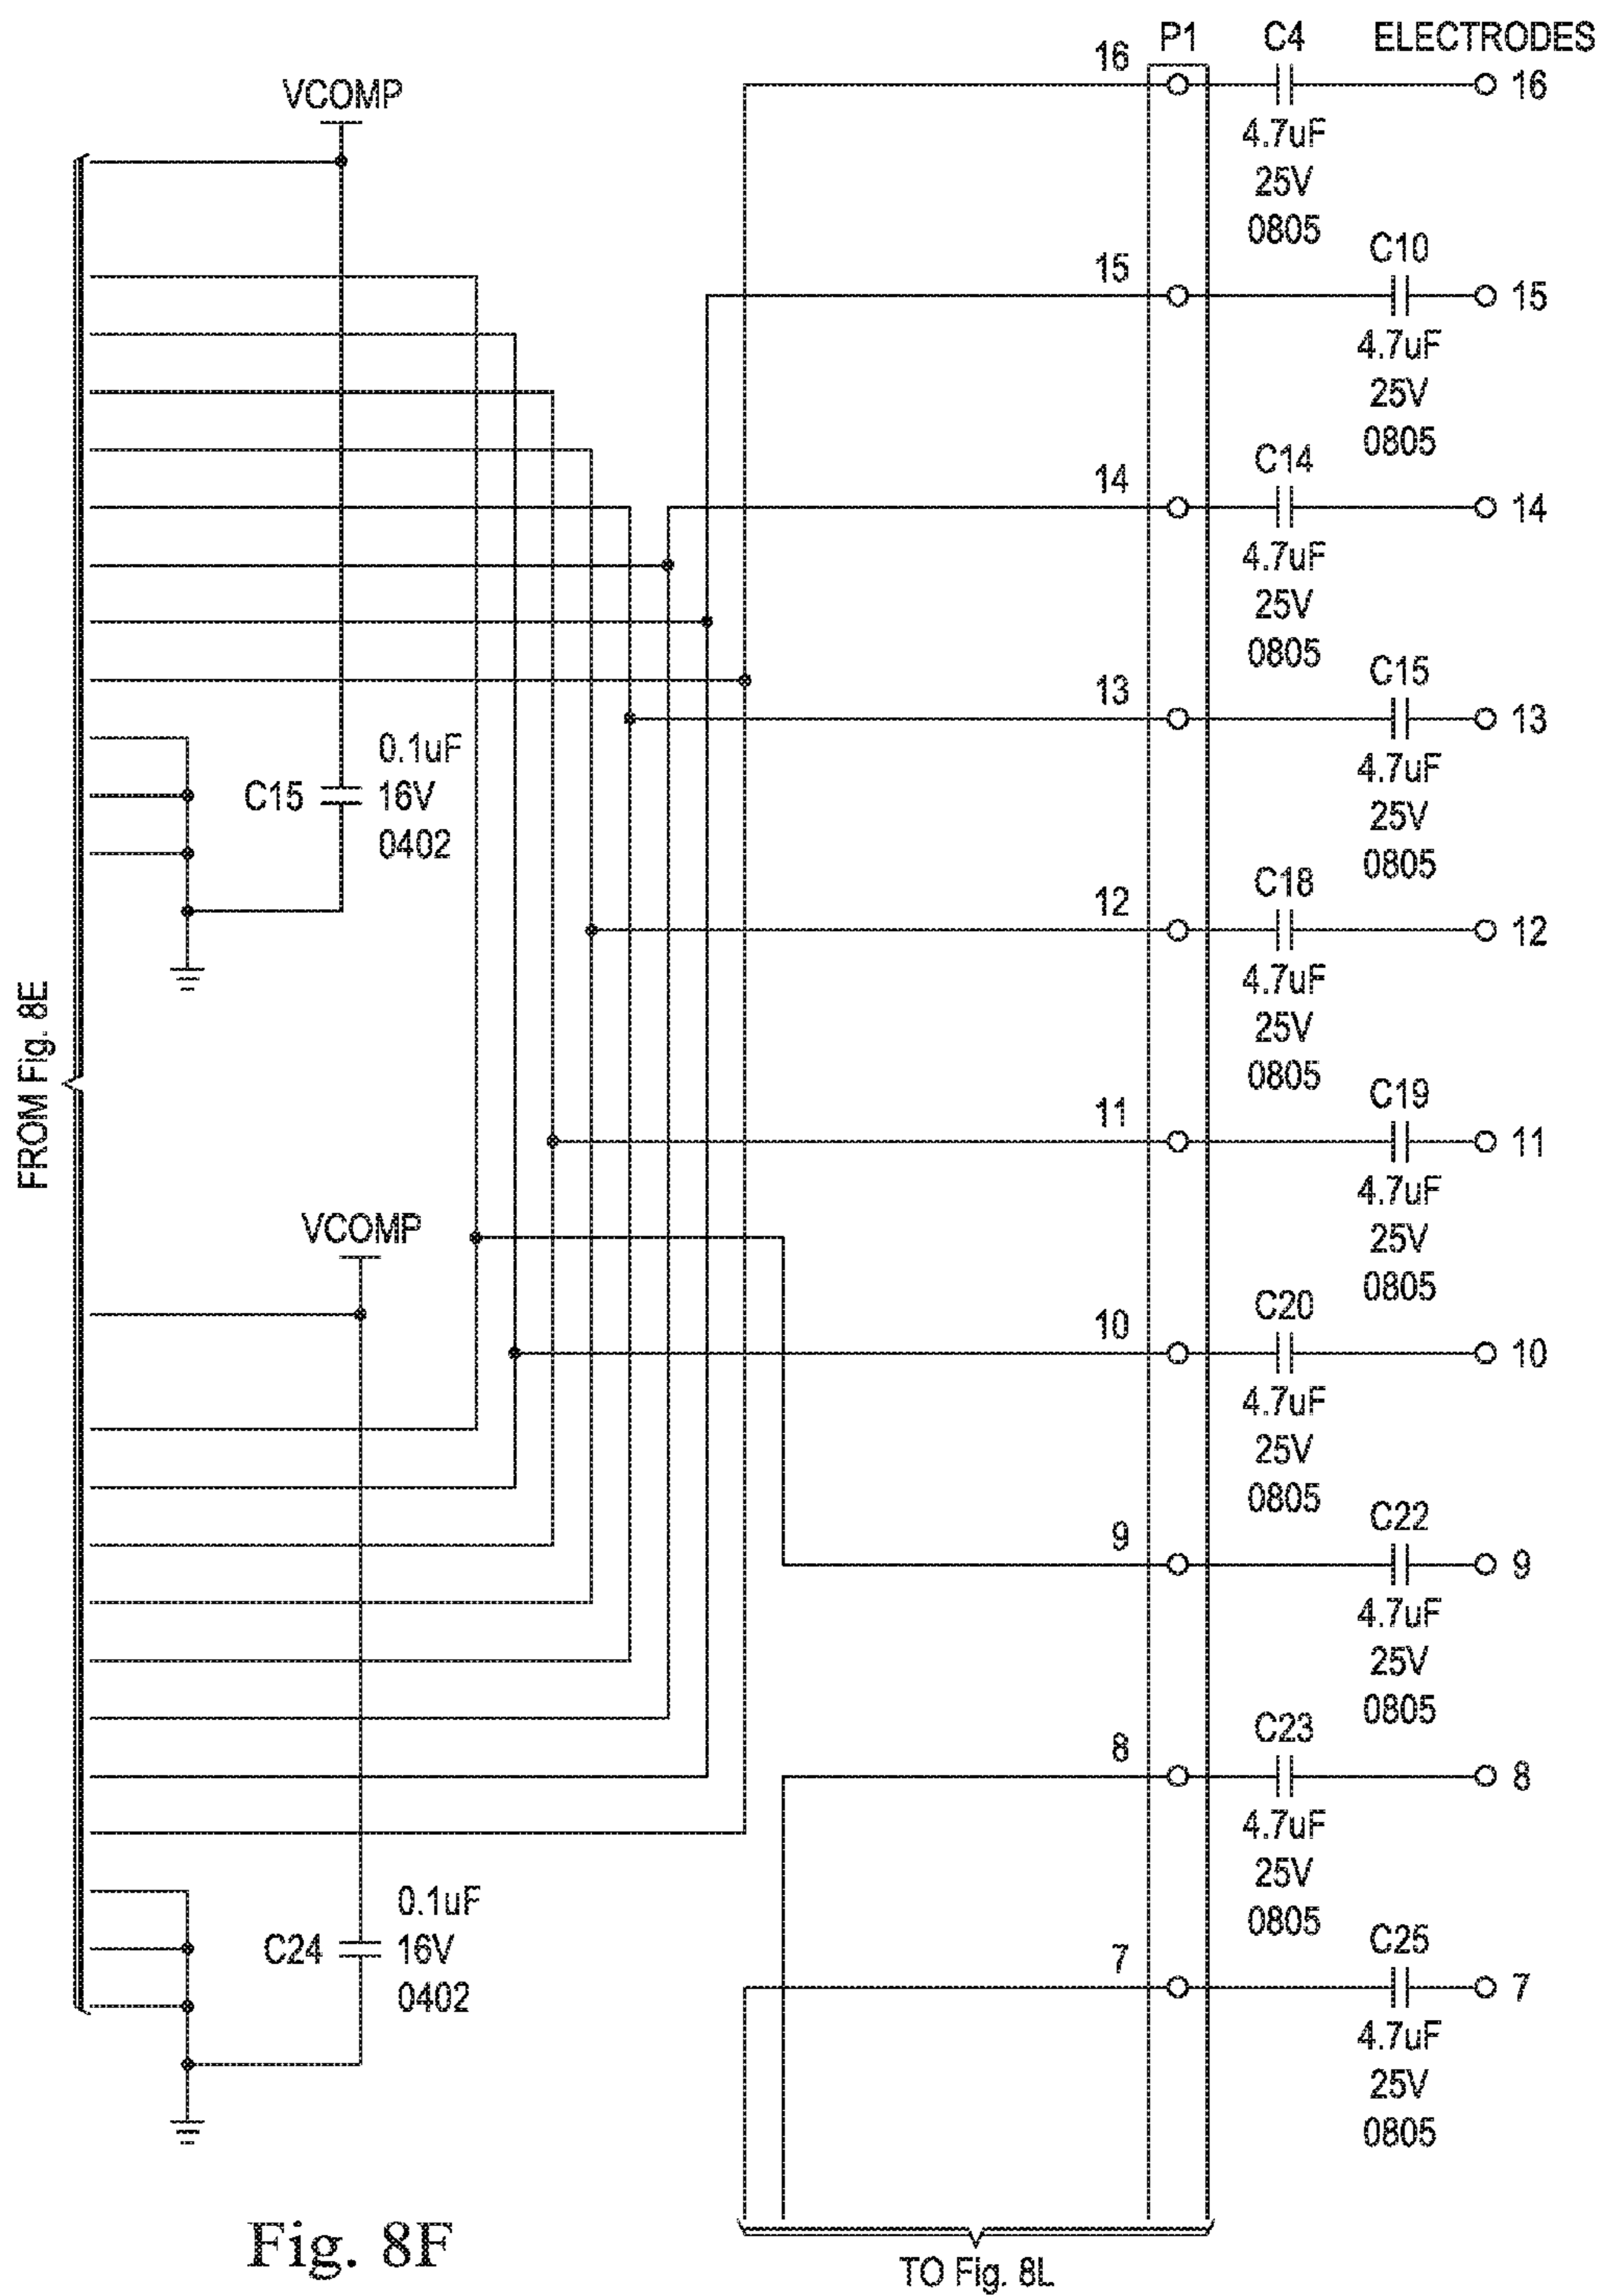 P1 C4 ELECTRODES
16 16
VCOMP
4.7uF
25V
0805
C10
15 15
4.7uF
25V
0805
C14
14 14
4.7uF
25V
0805
C15
13 13
4.7uF
25V
0805
0.1uF
C15 16V
0402
C18
12 12
4.7uF
25V
0805
FROM Fig. 8E
C19
11 11
4.7uF
25V
0805
VCOMP
C20
10 10
4.7uF
25V
0805
C22
9 9
4.7uF
25V
0805
C23
8 8
4.7uF
25V
0805
0.1uF
C24 16V
0402
C25
7 7
4.7uF
25V
0805
Fig. 8F
TO Fig. 8L